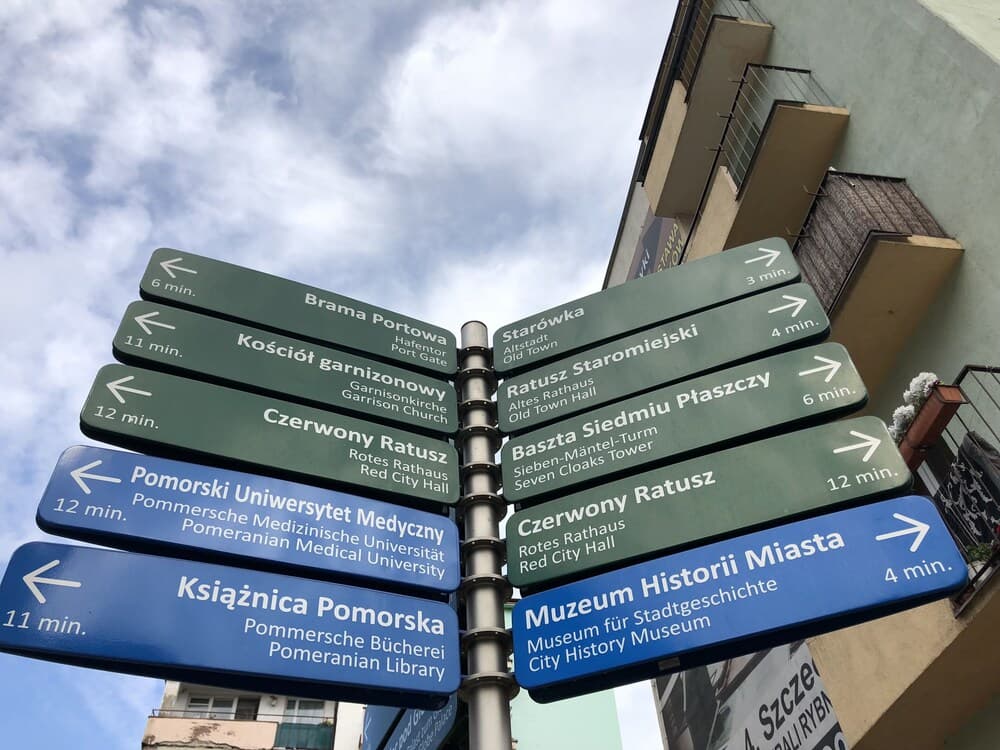 6 min.
Brama Portowa
Hafentor
Port Gate
11 min.
Kościół garnizonowy
Garnisonkirche
Garrison Church
12 min.
Czerwony Ratusz
Rotes Rathaus
Red City Hall
12 min.
Pomorski Uniwersytet Medyczny
Pommersche Medizinische Universität
Pomeranian Medical University
11 min.
Książnica Pomorska
Pommersche Bücherei
Pomeranian Library
3 min.
Starówka
Altstadt
Old Town
4 min.
Ratusz Staromiejski
Altes Rathaus
Old Town Hall
6 min.
Baszta Siedmiu Płaszczy
Sieben-Mäntel-Turm
Seven Cloaks Tower
12 min.
Czerwony Ratusz
Rotes Rathaus
Red City Hall
4 min.
Muzeum Historii Miasta
Museum für Stadtgeschichte
City History Museum
4. Szcze
ALI RYBN